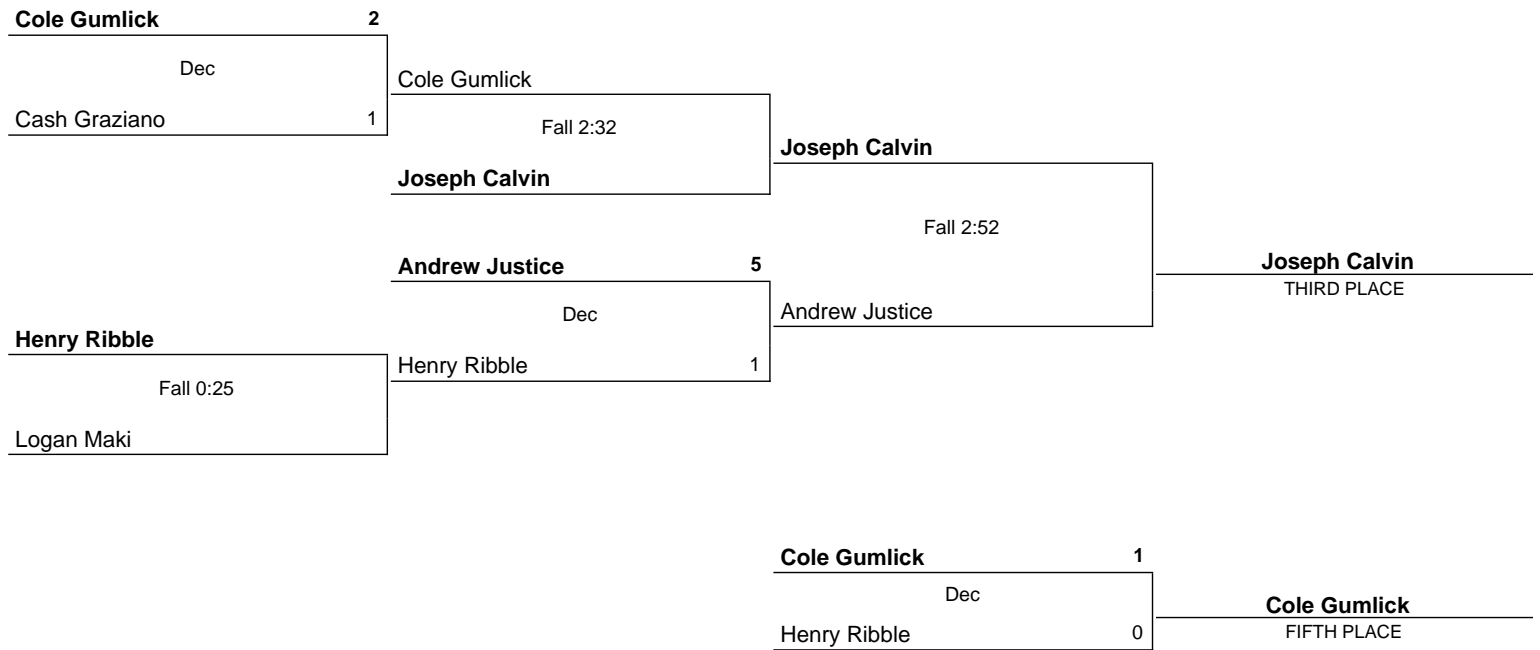 Cole Gumlick 2
Dec
Cash Graziano 1
Cole Gumlick
Fall 2:32
Joseph Calvin
Joseph Calvin
Fall 2:52
Andrew Justice 5
Dec
Henry Ribble 1
Andrew Justice
Joseph Calvin
THIRD PLACE
Henry Ribble
Fall 0:25
Logan Maki
Cole Gumlick 1
Dec
Henry Ribble 0
Cole Gumlick
FIFTH PLACE